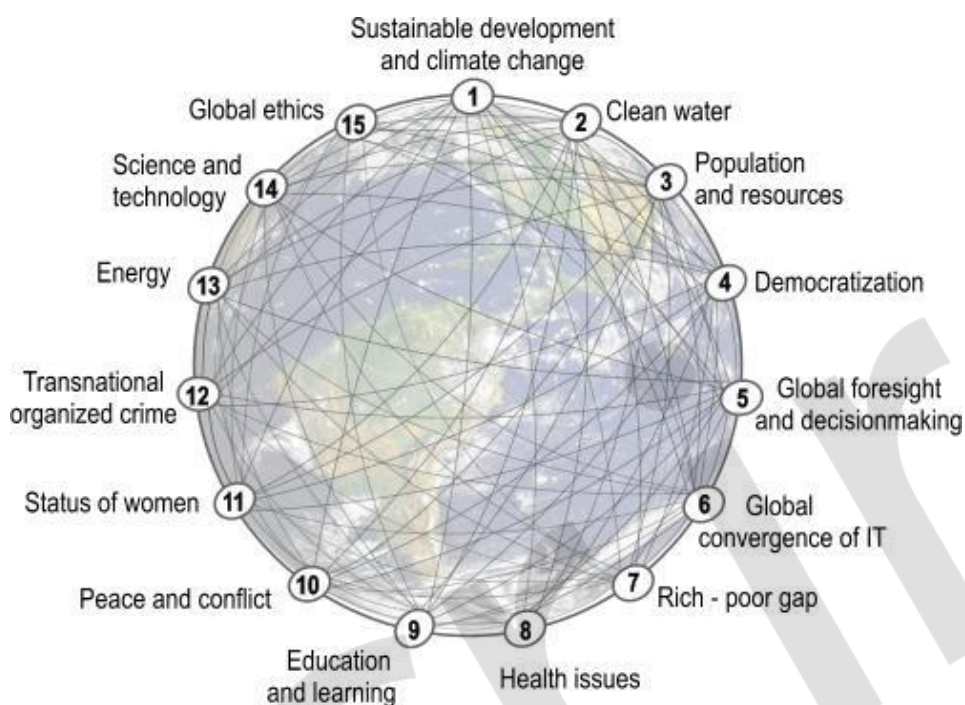 Sustainable development
and climate change
1
2
Clean water
3
Population
and resources
4
Democratization
5
Global foresight
and decisionmaking
6
Global
convergence of IT
7
Rich - poor gap
8
Health issues
9
Education
and learning
10
Peace and conflict
11
Status of women
12
Transnational
organized crime
13
Energy
14
Science and
technology
15
Global ethics